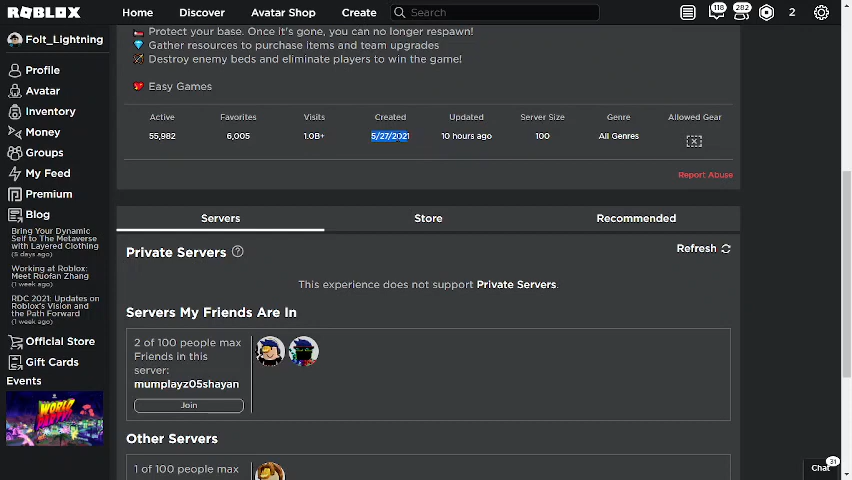 ROBLOX Home Discover Avatar Shop Create Search 118 282 2
Folt_Lightning
Profile
Avatar
Inventory
Money
Groups
My Feed
Premium
Blog
Bring Your Dynamic
Self to The Metaverse
with Layered Clothing
(5 days ago)
Working at Roblox:
Meet Ruofan Zhang
(1 week ago)
RDC 2021: Updates on
Roblox's Vision and
the Path Forward
(1 week ago)
Official Store
Gift Cards
Events
WORLD
PARTY
Protect your base. Once it's gone, you can no longer respawn!
Gather resources to purchase items and team upgrades
Destroy enemy beds and eliminate players to win the game!
Easy Games
Active Favorites Visits Created Updated Server Size Genre Allowed Gear
55,982 6,005 1.0B+ 5/27/2021 10 hours ago 100 All Genres
Report Abuse
Servers Store Recommended
Private Servers ? Refresh
This experience does not support Private Servers.
Servers My Friends Are In
2 of 100 people max
Friends in this
server:
mumplayz05shayan
Join
Other Servers
1 of 100 people max
Chat 31